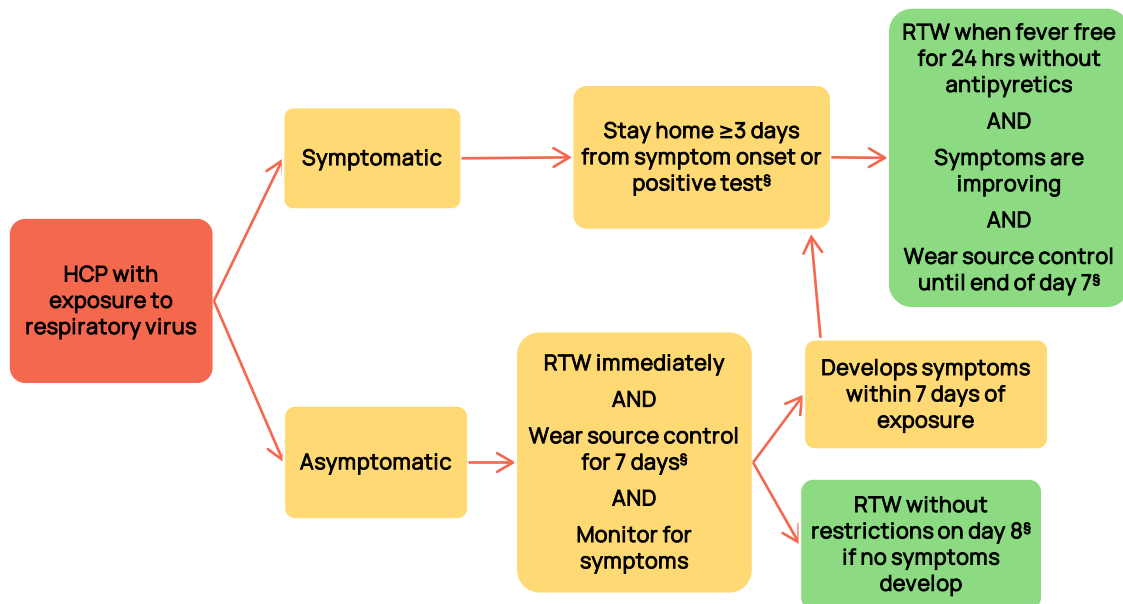 HCP with
exposure to
respiratory virus
Symptomatic
Stay home ≥3 days
from symptom onset or
positive test§
RTW when fever free
for 24 hrs without
antipyretics
AND
Symptoms are
improving
AND
Wear source control
until end of day 7§
Asymptomatic
RTW immediately
AND
Wear source control
for 7 days§
AND
Monitor for
symptoms
Develops symptoms
within 7 days of
exposure
RTW without
restrictions on day 8§
if no symptoms
develop